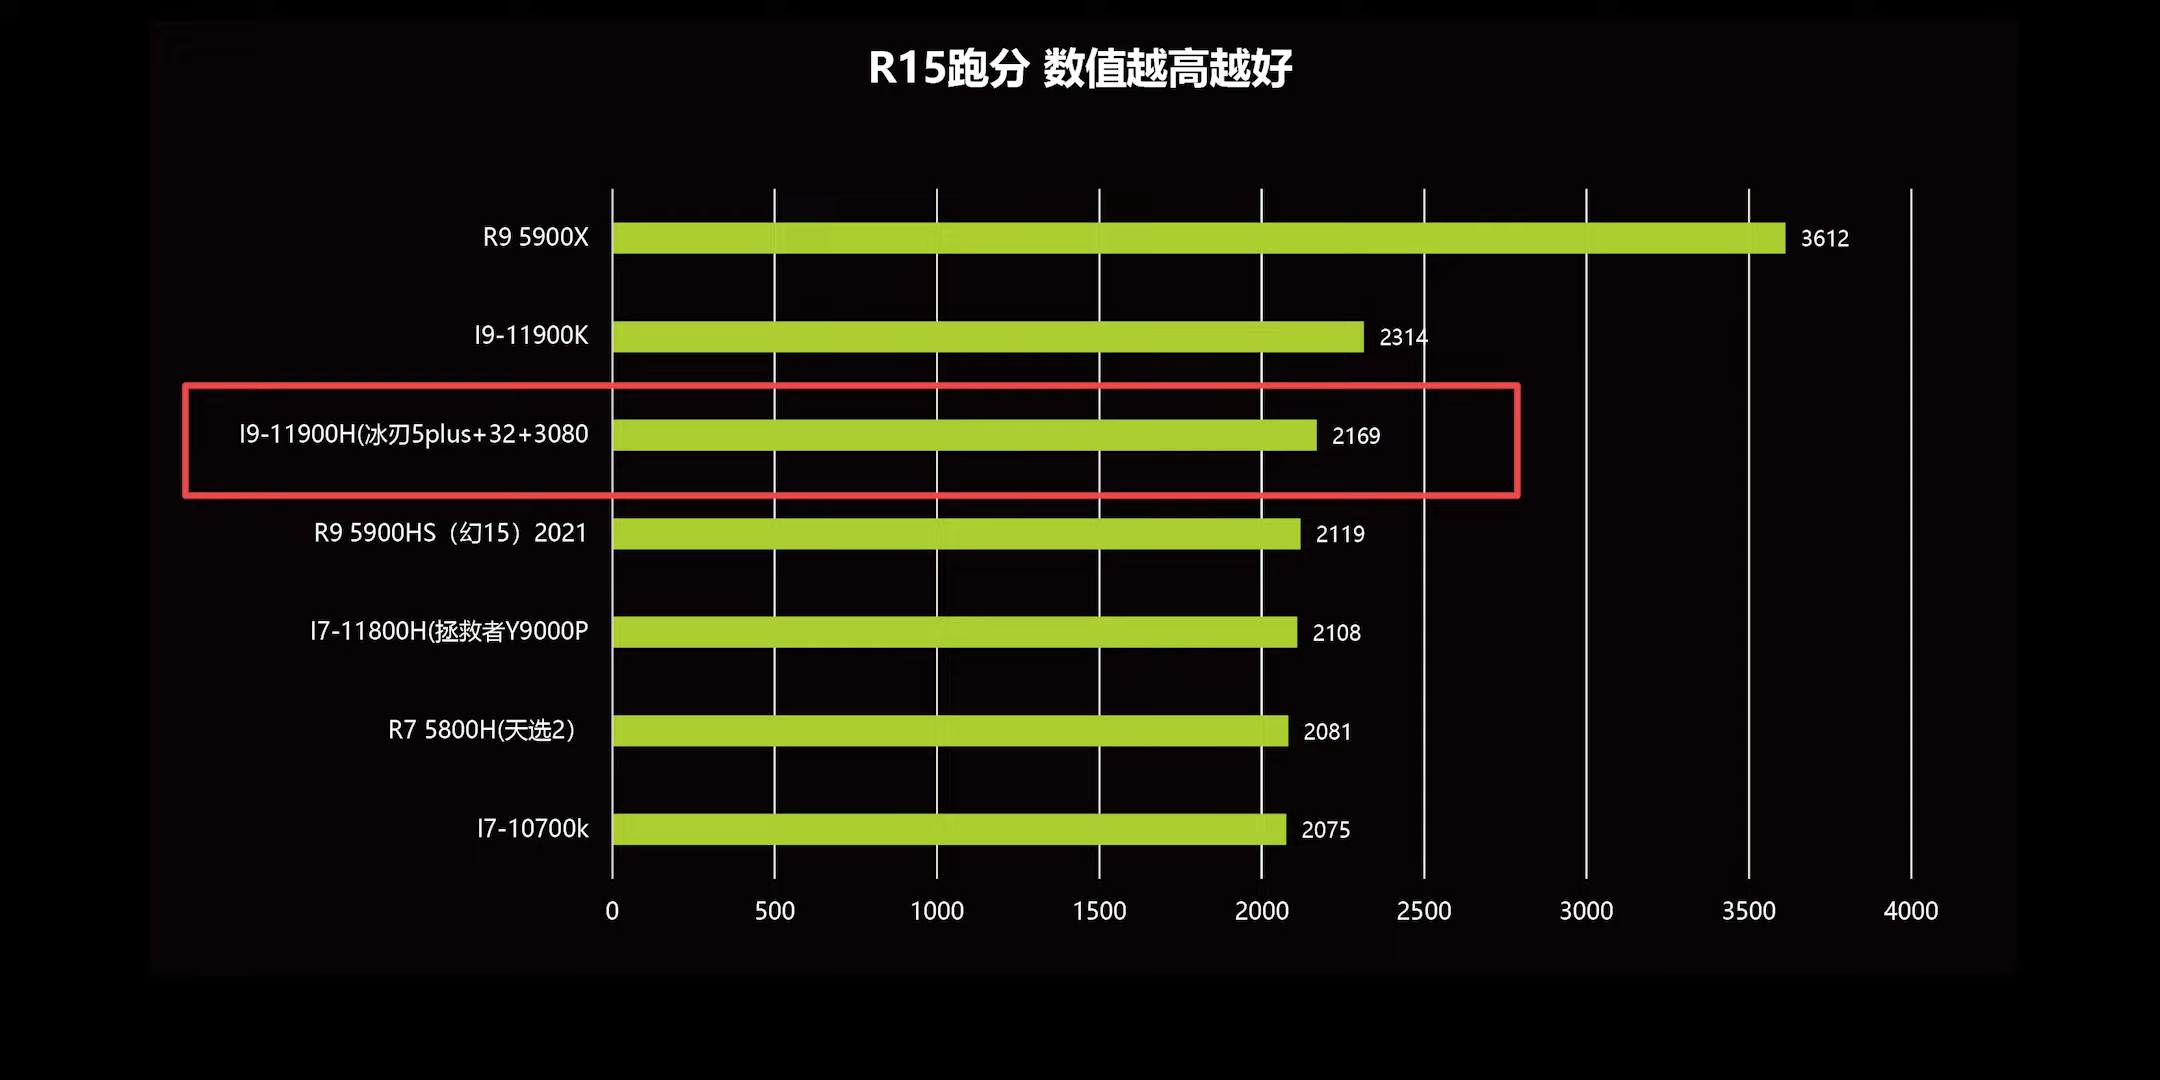 R15跑分 数值越高越好
R9 5900X 3612
I9-11900K 2314
I9-11900H(冰刃5plus+32+3080 2169
R9 5900HS（幻15）2021 2119
I7-11800H(拯救者Y9000P 2108
R7 5800H(天选2） 2081
I7-10700k 2075
0 500 1000 1500 2000 2500 3000 3500 4000